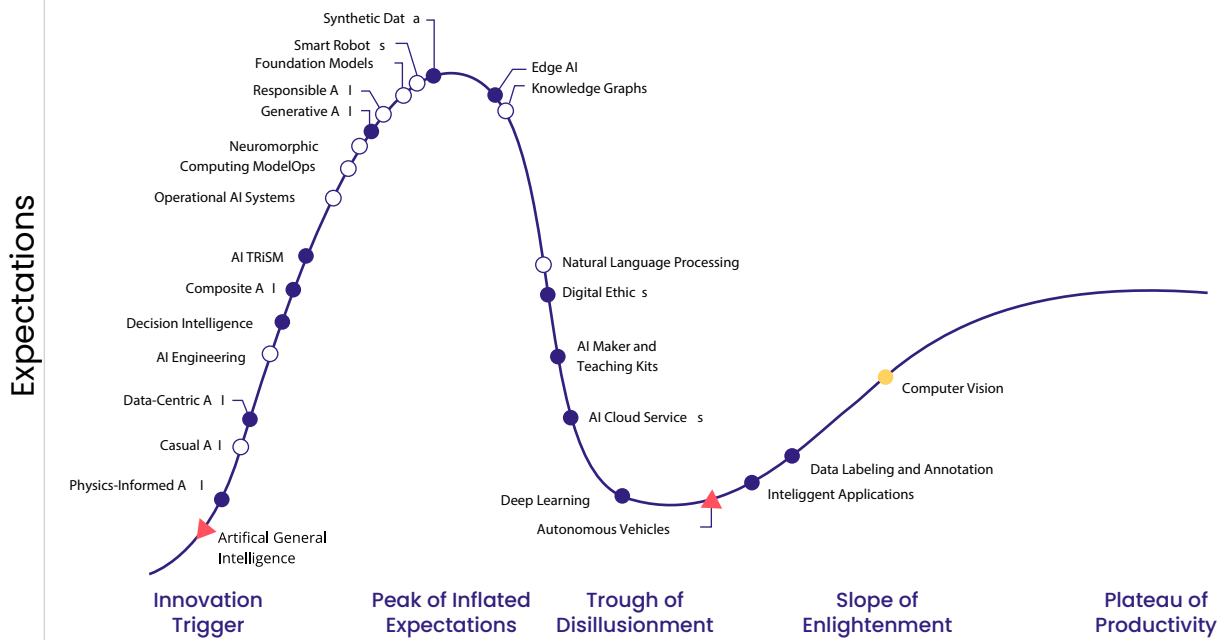 Synthetic Dat a
Smart Robot s
Foundation Models
Responsible A I
Generative A I
Neuromorphic
Computing ModelOps
Operational AI Systems
AI TRiSM
Composite A I
Decision Intelligence
AI Engineering
Data-Centric A I
Casual A I
Physics-Informed A I
Artifical General
Intelligence
Edge AI
Knowledge Graphs
Natural Language Processing
Digital Ethic s
AI Maker and
Teaching Kits
AI Cloud Service s
Deep Learning
Autonomous Vehicles
Computer Vision
Data Labeling and Annotation
Inteliggent Applications
Expectations
Innovation
Trigger
Peak of Inflated
Expectations
Trough of
Disillusionment
Slope of
Enlightenment
Plateau of
Productivity